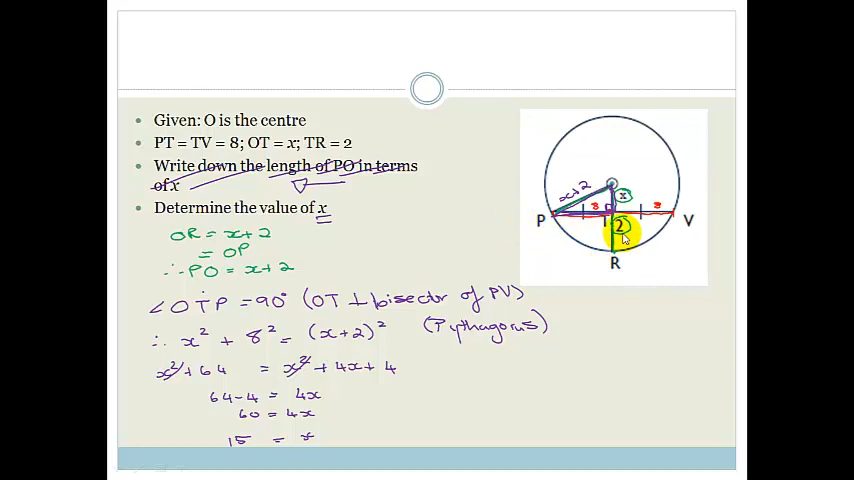 • Given: O is the centre
• PT = TV = 8; OT = x; TR = 2
• Write down the length of PO in terms
of x
• Determine the value of x
OR = x+2
= OP
∴ PO = x+2
∠OTP = 90° (OT ⊥ bisector of PV)
∴ x² + 8² = (x+2)² (Pythagorus)
x² + 64 = x² + 4x + 4
64-4 = 4x
60 = 4x
15 = x
x+2
x
8
8
P
T
2
V
R